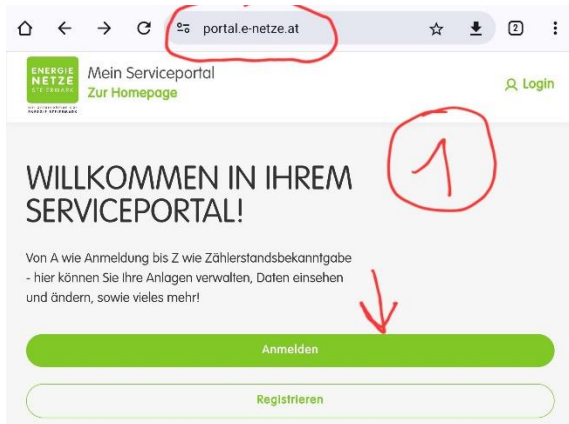 portal.e-netze.at
2
ENERGIE
NETZE
STEIERMARK
Mein Serviceportal
Zur Homepage
Login
1
WILLKOMMEN IN IHREM
SERVICEPORTAL!
Von A wie Anmeldung bis Z wie Zählerstandsbekanntgabe
- hier können Sie Ihre Anlagen verwalten, Daten einsehen
und ändern, sowie vieles mehr!
Anmelden
Registrieren